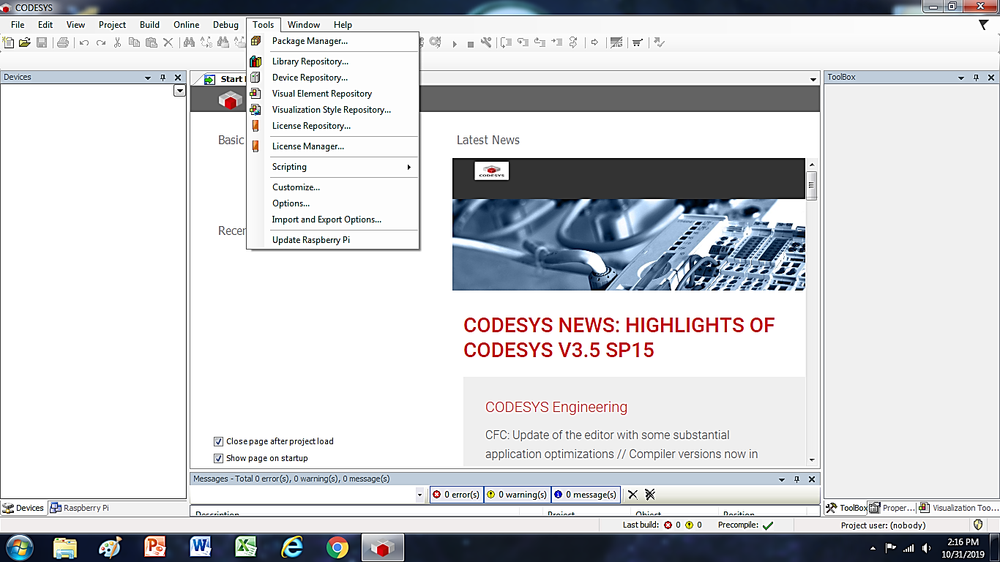 CODESYS
File Edit View Project Build Online Debug Tools Window Help
Package Manager...
Library Repository...
Device Repository...
Visual Element Repository
Visualization Style Repository...
License Repository...
License Manager...
Scripting
Customize...
Options...
Import and Export Options...
Update Raspberry Pi
Devices
Start
Basic
Recen
Latest News
CODESYS
CODESYS NEWS: HIGHLIGHTS OF
CODESYS V3.5 SP15
CODESYS Engineering
CFC: Update of the editor with some substantial
application optimizations // Compiler versions now in
Close page after project load
Show page on startup
ToolBox
Messages - Total 0 error(s), 0 warning(s), 0 message(s)
0 error(s) 0 warning(s) 0 message(s)
Description Project Object Position
Devices Raspberry Pi
ToolBox Proper... Visualization Too...
Last build: 0 0 Precompile: Project user: (nobody)
2:16 PM
10/31/2019